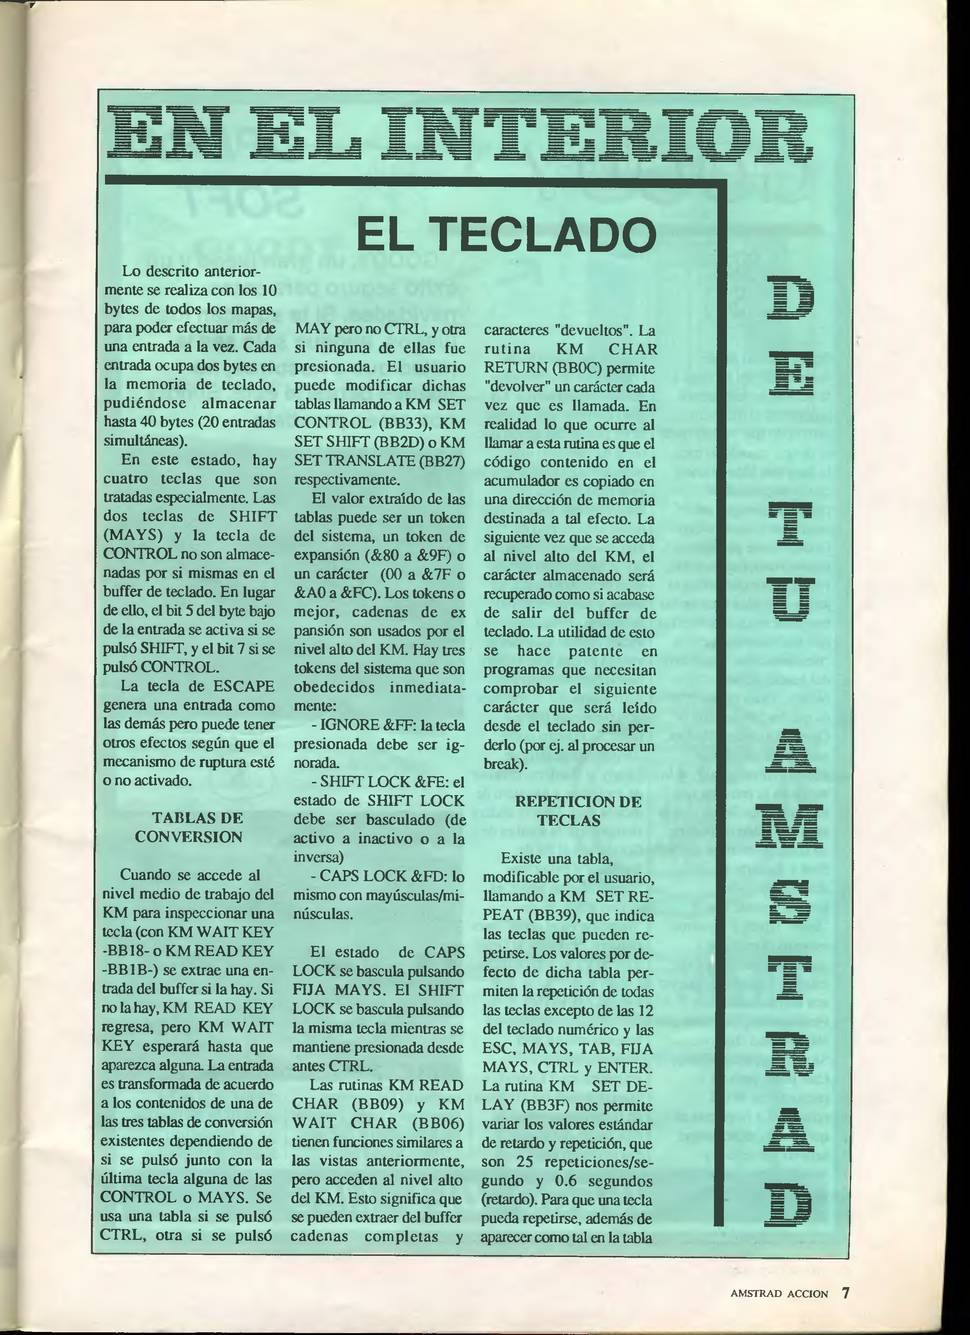 EN EL INTERIOR
DE TU AMSTRAD
EL TECLADO
Lo descrito anterior-
mente se realiza con los 10
bytes de todos los mapas,
para poder efectuar más de
una entrada a la vez. Cada
entrada ocupa dos bytes en
la memoria de teclado,
pudiéndose almacenar
hasta 40 bytes (20 entradas
simultáneas).
En este estado, hay
cuatro teclas que son
tratadas especialmente. Las
dos teclas de SHIFT
(MAYS) y la tecla de
CONTROL no son almace-
nadas por si mismas en el
buffer de teclado. En lugar
de ello, el bit 5 del byte bajo
de la entrada se activa si se
pulsó SHIFT, y el bit 7 si se
pulsó CONTROL.
La tecla de ESCAPE
genera una entrada como
las demás pero puede tener
otros efectos según que el
mecanismo de ruptura esté
o no activado.
TABLAS DE
CONVERSION
Cuando se accede al
nivel medio de trabajo del
KM para inspeccionar una
tecla (con KM WAIT KEY
-BB18- o KM READ KEY
-BB1B-) se extrae una en-
trada del buffer si la hay. Si
no la hay, KM READ KEY
regresa, pero KM WAIT
KEY esperará hasta que
aparezca alguna. La entrada
es transformada de acuerdo
a los contenidos de una de
las tres tablas de conversión
existentes dependiendo de
si se pulsó junto con la
última tecla alguna de las
CONTROL o MAYS. Se
usa una tabla si se pulsó
CTRL, otra si se pulsó
MAY pero no CTRL, y otra
si ninguna de ellas fue
presionada. El usuario
puede modificar dichas
tablas llamando a KM SET
CONTROL (BB33), KM
SET SHIFT (BB2D) o KM
SET TRANSLATE (BB27)
respectivamente.
El valor extraído de las
tablas puede ser un token
del sistema, un token de
expansión (&80 a &9F) o
un carácter (00 a &7F o
&A0 a &FC). Los tokens o
mejor, cadenas de ex
pansión son usados por el
nivel alto del KM. Hay tres
tokens del sistema que son
obedecidos inmediata-
mente:
- IGNORE &FF: la tecla
presionada debe ser ig-
norada.
- SHIFT LOCK &FE: el
estado de SHIFT LOCK
debe ser basculado (de
activo a inactivo o a la
inversa)
- CAPS LOCK &FD: lo
mismo con mayúsculas/mi-
núsculas.
El estado de CAPS
LOCK se bascula pulsando
FIJA MAYS. El SHIFT
LOCK se bascula pulsando
la misma tecla mientras se
mantiene presionada desde
antes CTRL.
Las rutinas KM READ
CHAR (BB09) y KM
WAIT CHAR (BB06)
tienen funciones similares a
las vistas anteriormente,
pero acceden al nivel alto
del KM. Esto significa que
se pueden extraer del buffer
cadenas completas y
caracteres "devueltos". La
rutina KM CHAR
RETURN (BB0C) permite
"devolver" un carácter cada
vez que es llamada. En
realidad lo que ocurre al
llamar a esta rutina es que el
código contenido en el
acumulador es copiado en
una dirección de memoria
destinada a tal efecto. La
siguiente vez que se acceda
al nivel alto del KM, el
carácter almacenado será
recuperado como si acabase
de salir del buffer de
teclado. La utilidad de esto
se hace patente en
programas que necesitan
comprobar el siguiente
carácter que será leído
desde el teclado sin per-
derlo (por ej. al procesar un
break).
REPETICION DE
TECLAS
Existe una tabla,
modificable por el usuario,
llamando a KM SET RE-
PEAT (BB39), que indica
las teclas que pueden re-
petirse. Los valores por de-
fecto de dicha tabla per-
miten la repetición de todas
las teclas excepto de las 12
del teclado numérico y las
ESC, MAYS, TAB, FIJA
MAYS, CTRL y ENTER.
La rutina KM SET DE-
LAY (BB3F) nos permite
variar los valores estándar
de retardo y repetición, que
son 25 repeticiones/se-
gundo y 0.6 segundos
(retardo). Para que una tecla
pueda repetirse, además de
aparecer como tal en la tabla
AMSTRAD ACCION 7